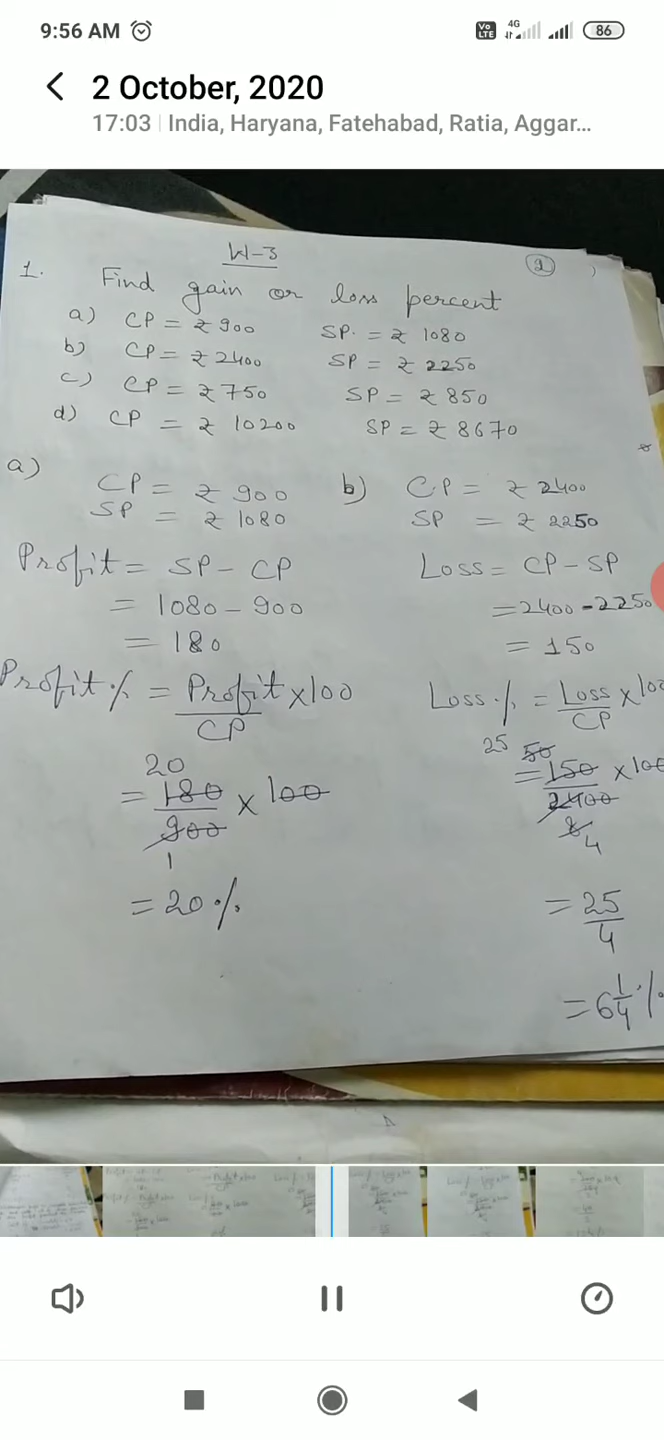 9:56 AM
Vo LTE 4G 86
2 October, 2020
17:03 | India, Haryana, Fatehabad, Ratia, Aggar...
W-3
2
1. Find gain or loss percent
a) CP = ₹ 900 SP. = ₹ 1080
b) CP = ₹ 2400 SP = ₹ 2250
c) CP = ₹ 750 SP = ₹ 850
d) CP = ₹ 10200 SP = ₹ 8670
a) CP = ₹ 900
SP = ₹ 1080
Profit = SP - CP
= 1080 - 900
= 180
Profit % = Profit/CP × 100
20
= 180/900 × 100
1
= 20 %
b) C.P = ₹ 2400
SP = ₹ 2250
Loss = CP - SP
= 2400 - 2250
= 150
Loss % = Loss/CP × 100
25 50
= 150/2400 × 100
8 4
= 25/4
= 6 1/4 %